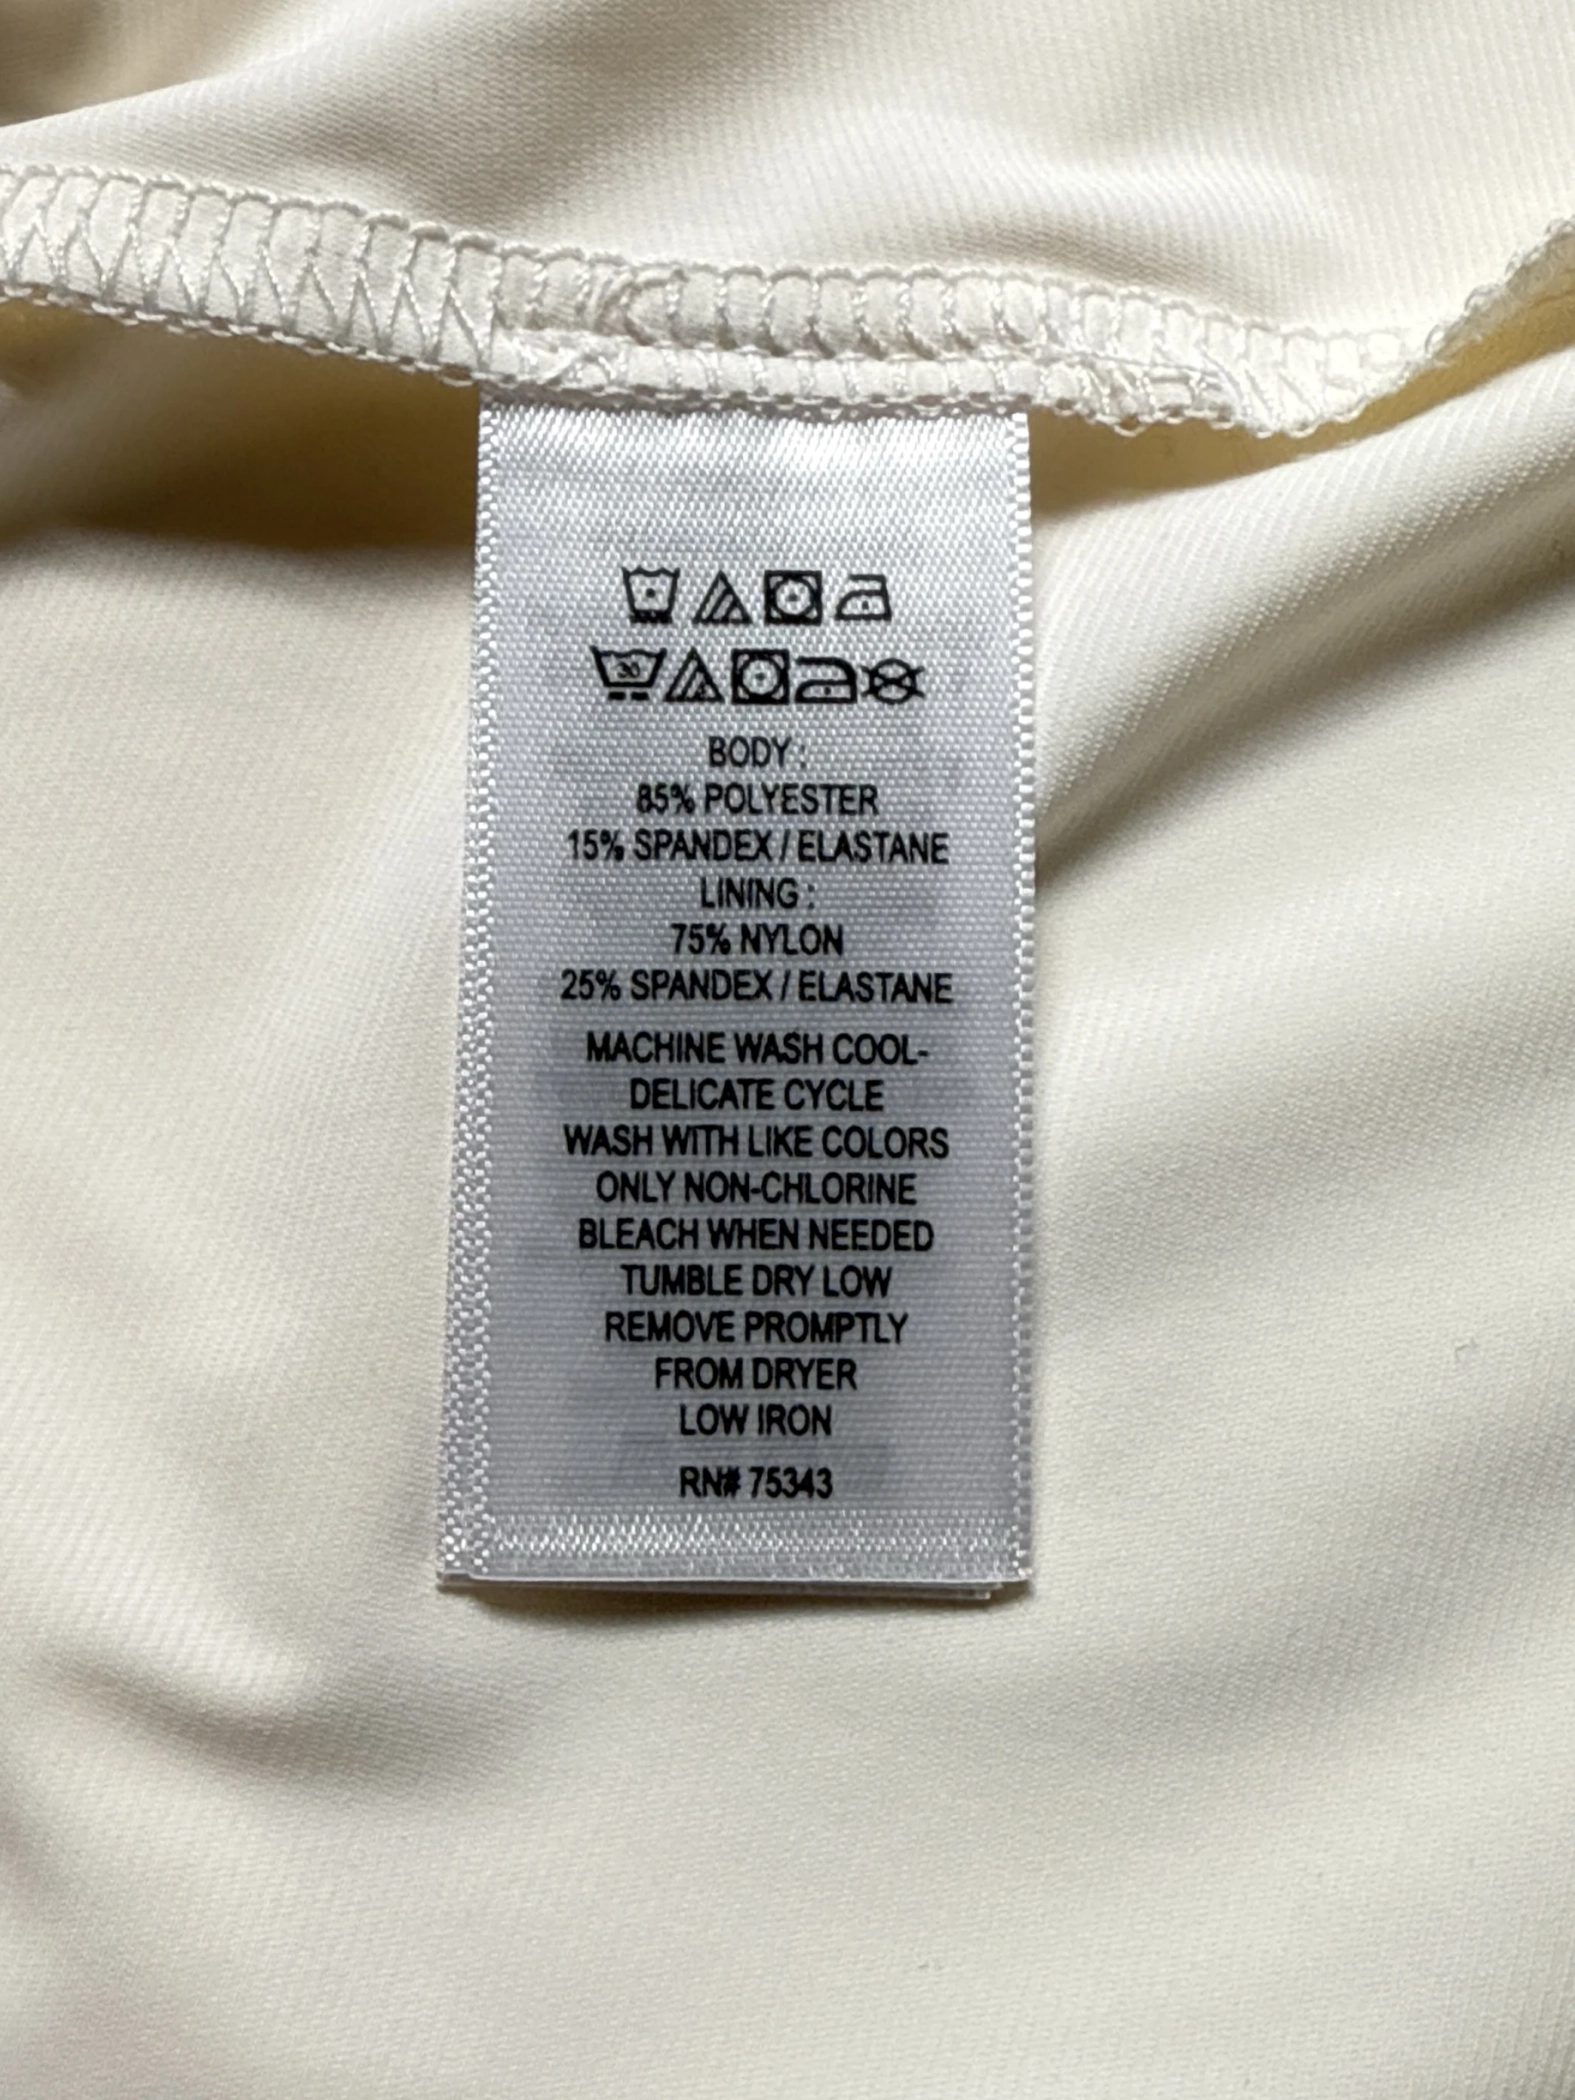 30
BODY :
85% POLYESTER
15% SPANDEX / ELASTANE
LINING :
75% NYLON
25% SPANDEX / ELASTANE
MACHINE WASH COOL-
DELICATE CYCLE
WASH WITH LIKE COLORS
ONLY NON-CHLORINE
BLEACH WHEN NEEDED
TUMBLE DRY LOW
REMOVE PROMPTLY
FROM DRYER
LOW IRON
RN# 75343